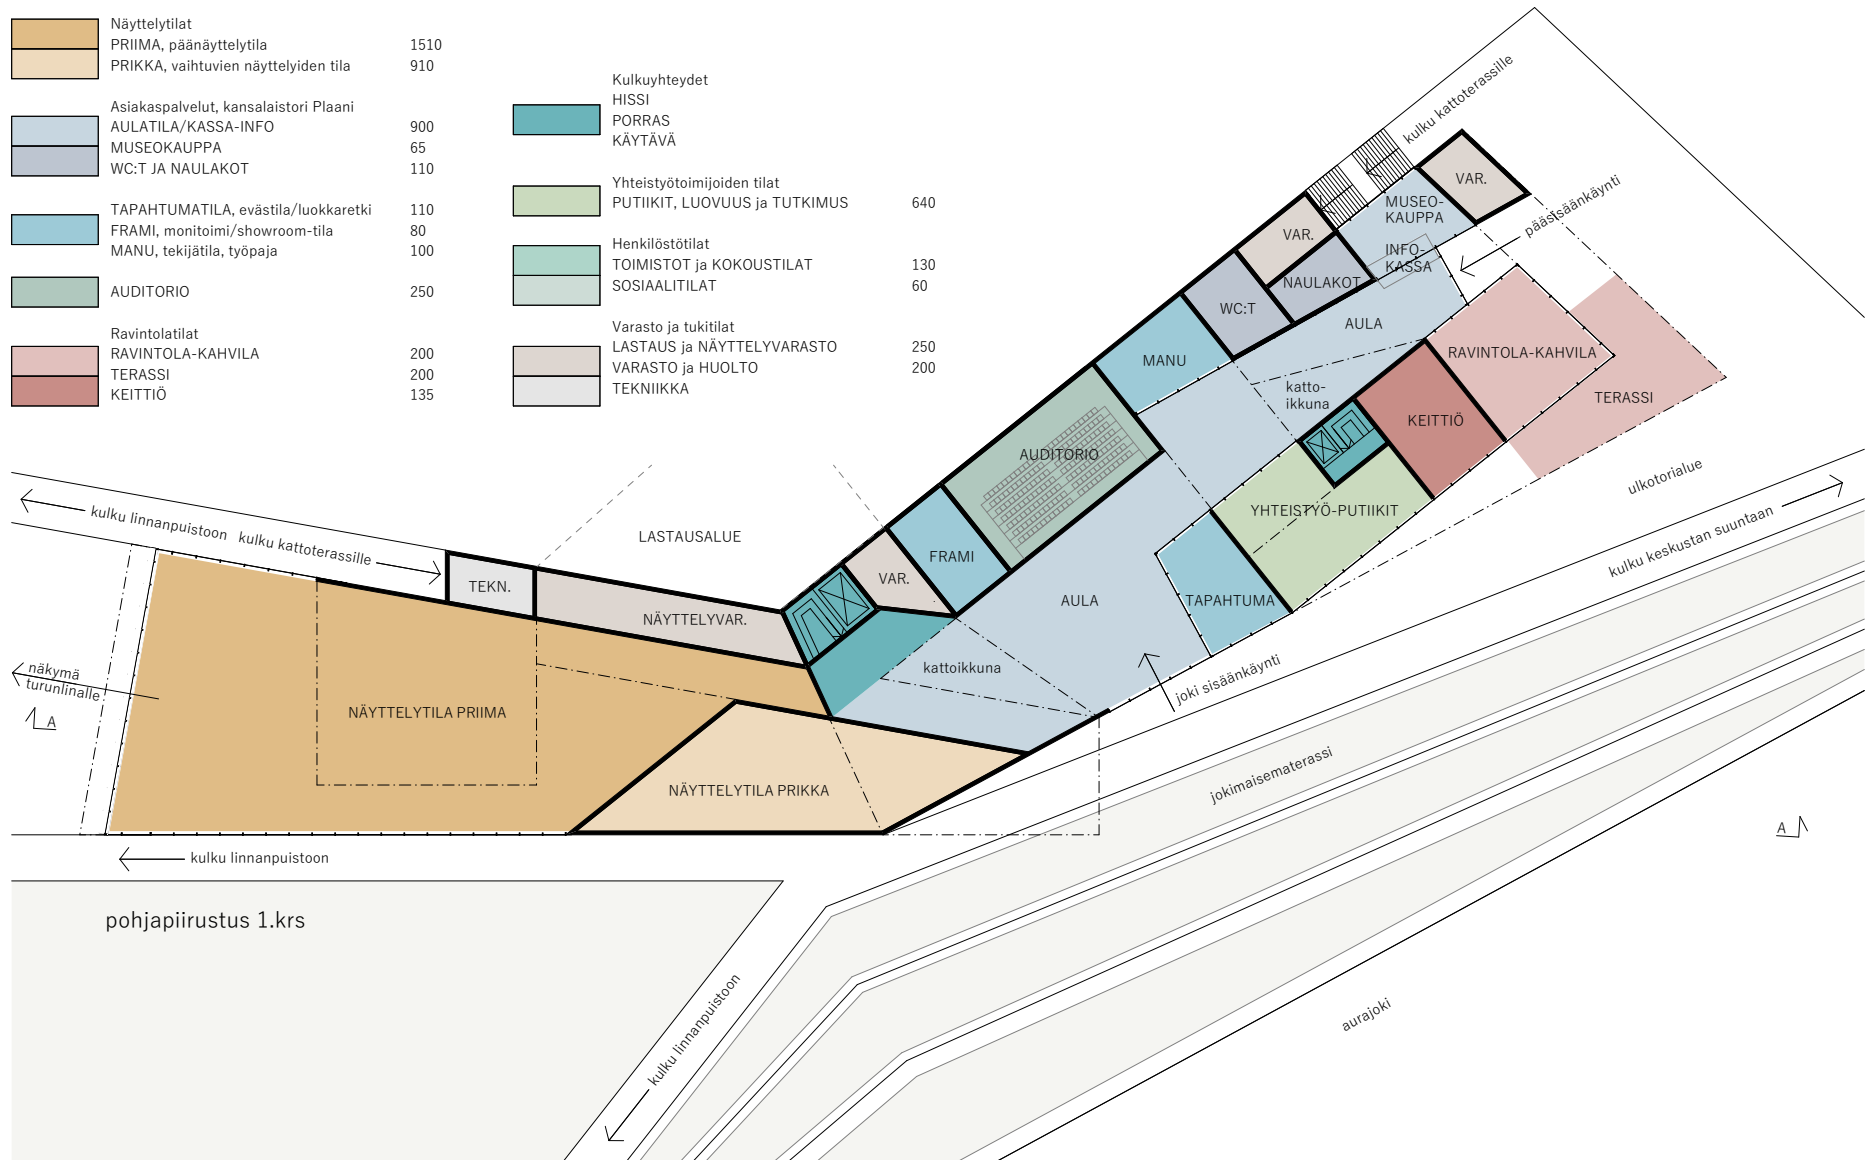 Näyttelytilat
PRIIMA, päänäyttelytila 1510
PRIKKA, vaihtuvien näyttelyiden tila 910
Asiakaspalvelut, kansalaistori Plaani
AULATILA/KASSA-INFO 900
MUSEOKAUPPA 65
WC:T JA NAULAKOT 110
TAPAHTUMATILA, evästila/luokkaretki 110
FRAMI, monitoimi/showroom-tila 80
MANU, tekijätila, työpaja 100
AUDITORIO 250
Ravintolatilat
RAVINTOLA-KAHVILA 200
TERASSI 200
KEITTIÖ 135
Kulkuyhteydet
HISSI
PORRAS
KÄYTÄVÄ
Yhteistyötoimijoiden tilat
PUTIIKIT, LUOVUUS ja TUTKIMUS 640
Henkilöstötilat
TOIMISTOT ja KOKOUSTILAT 130
SOSIAALITILAT 60
Varasto ja tukitilat
LASTAUS ja NÄYTTELYVARASTO 250
VARASTO ja HUOLTO 200
TEKNIIKKA
kulku kattoterassille
VAR.
MUSEO-
KAUPPA
pääsisäänkäynti
VAR.
INFO-
KASSA
NAULAKOT
WC:T
AULA
MANU
RAVINTOLA-KAHVILA
katto-
ikkuna
TERASSI
KEITTIÖ
AUDITORIO
ulkotorialue
YHTEISTYÖ-PUTIIKIT
kulku linnanpuistoon
kulku kattoterassille
LASTAUSALUE
kulku keskustan suuntaan
FRAMI
VAR.
TEKN.
AULA
TAPAHTUMA
NÄYTTELYVAR.
kattoikkuna
joki sisäänkäynti
näkymä
turunlinalle
A
NÄYTTELYTILA PRIIMA
NÄYTTELYTILA PRIKKA
jokimaisematerassi
A
kulku linnanpuistoon
pohjapiirustus 1.krs
kulku linnanpuistoon
aurajoki